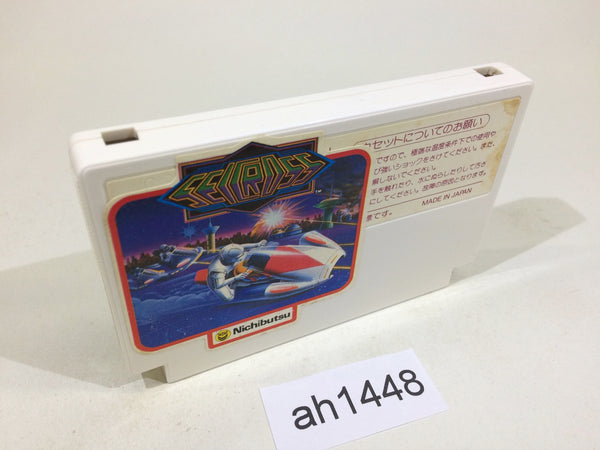 SEICROSS
TM
セットについてのお願い
ですので、極端な温度条件下での使用や
び強いショックをさけてください。また、
解しないでください。
手を触れたり、水にぬらしたりして汚さ
にしてください。故障の原因となります。
MADE IN JAPAN
意です。
Nichibutsu
ah1448